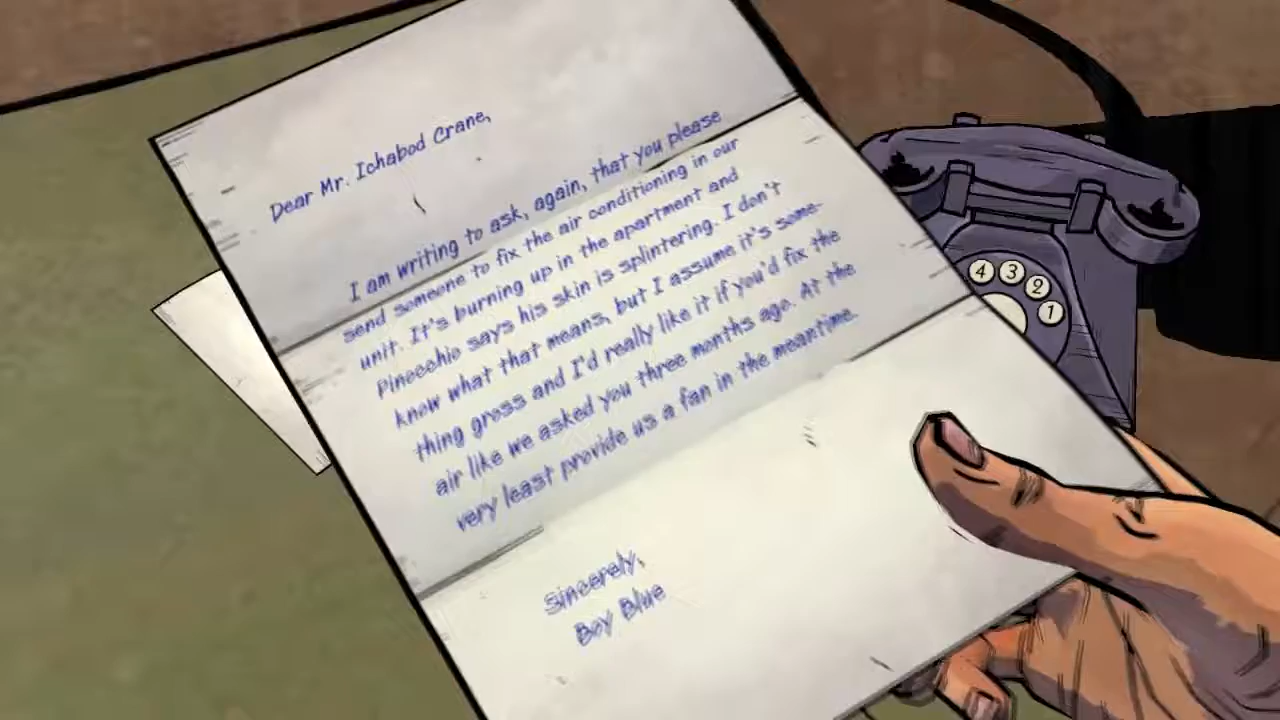 Dear Mr. Ichabod Crane,
I am writing to ask, again, that you please
send someone to fix the air conditioning in our
unit. It's burning up in the apartment and
Pinocchio says his skin is splintering. I don't
know what that means, but I assume it's some-
thing gross and I'd really like it if you'd fix the
air like we asked you three months ago. At the
very least provide us a fan in the meantime.
Sincerely,
Boy Blue
4 3 2 1